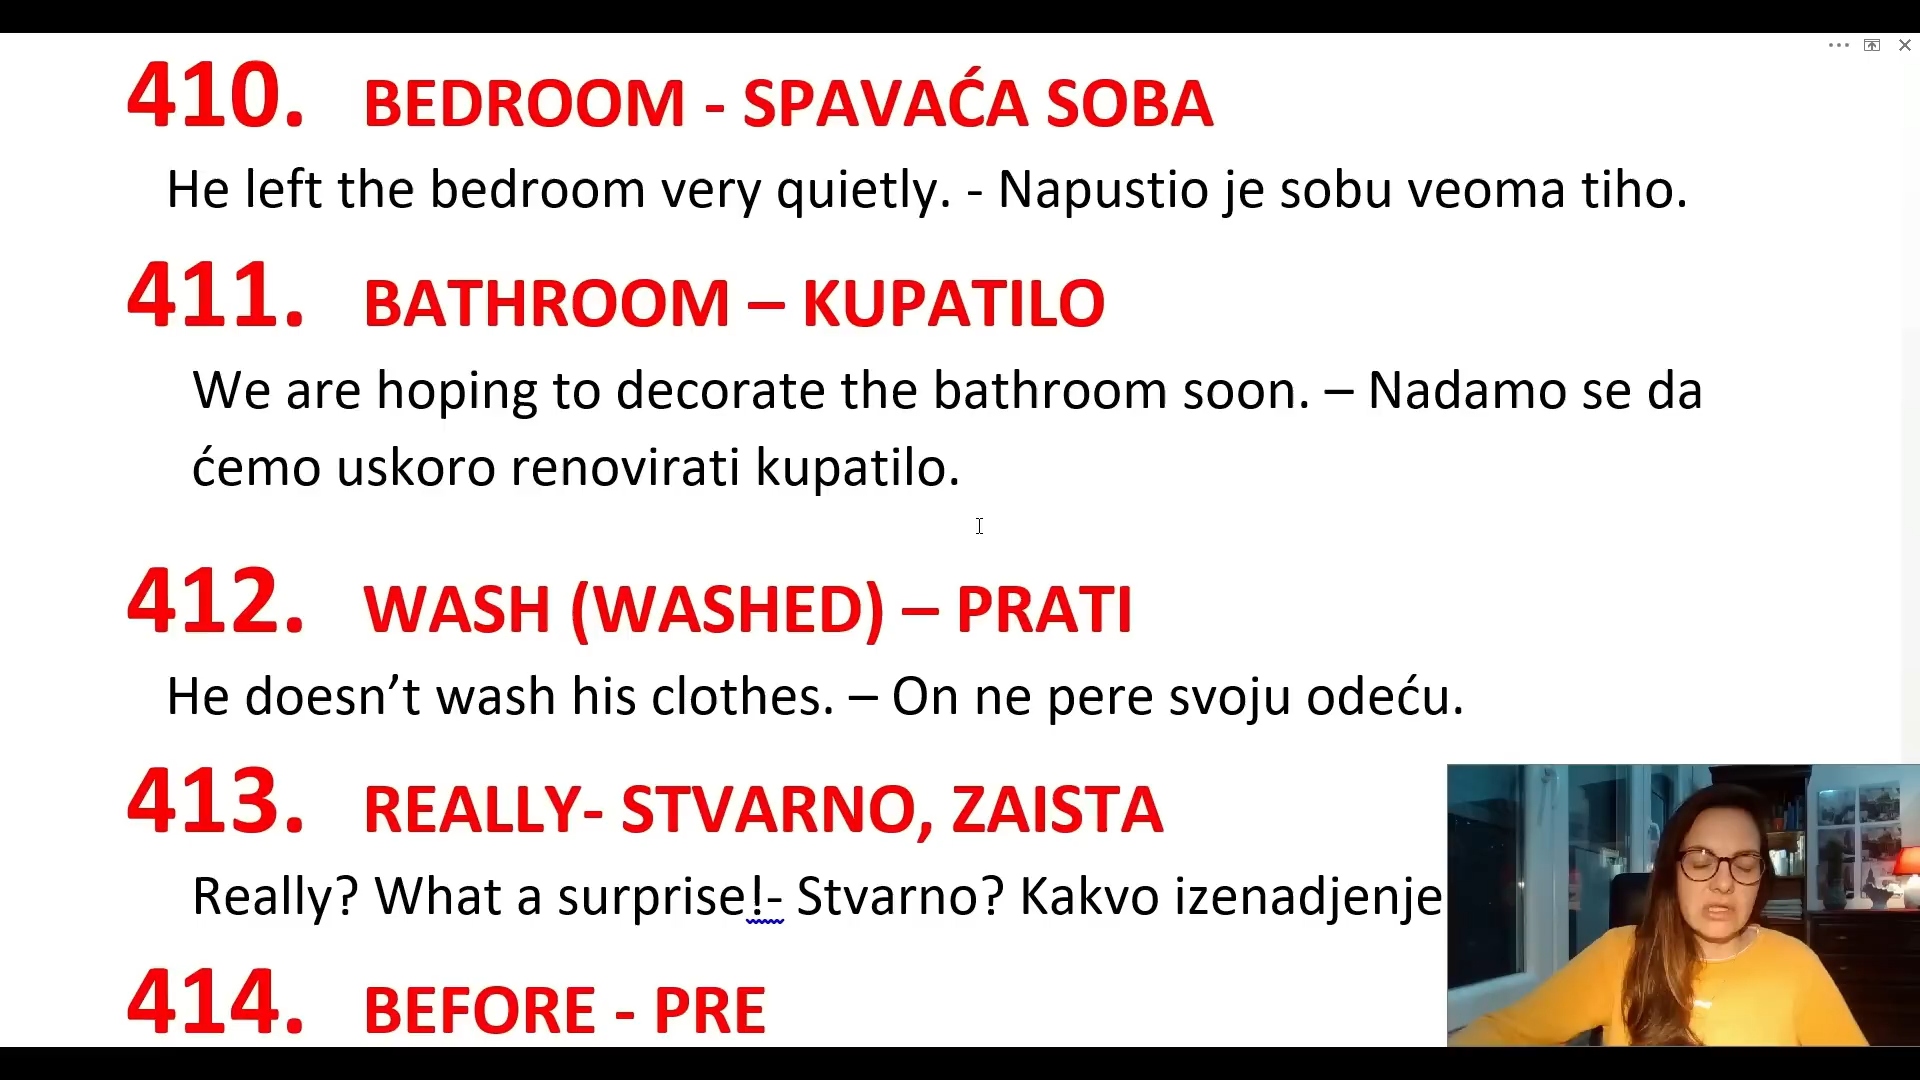 410. BEDROOM - SPAVAĆA SOBA
He left the bedroom very quietly. - Napustio je sobu veoma tiho.
411. BATHROOM – KUPATILO
We are hoping to decorate the bathroom soon. – Nadamo se da
ćemo uskoro renovirati kupatilo.
412. WASH (WASHED) – PRATI
He doesn’t wash his clothes. – On ne pere svoju odeću.
413. REALLY- STVARNO, ZAISTA
Really? What a surprise!- Stvarno? Kakvo izenadjenje
414. BEFORE - PRE